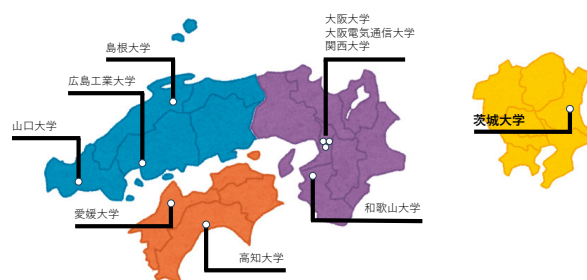 大阪大学
大阪電気通信大学
関西大学
島根大学
広島工業大学
茨城大学
山口大学
愛媛大学
和歌山大学
高知大学